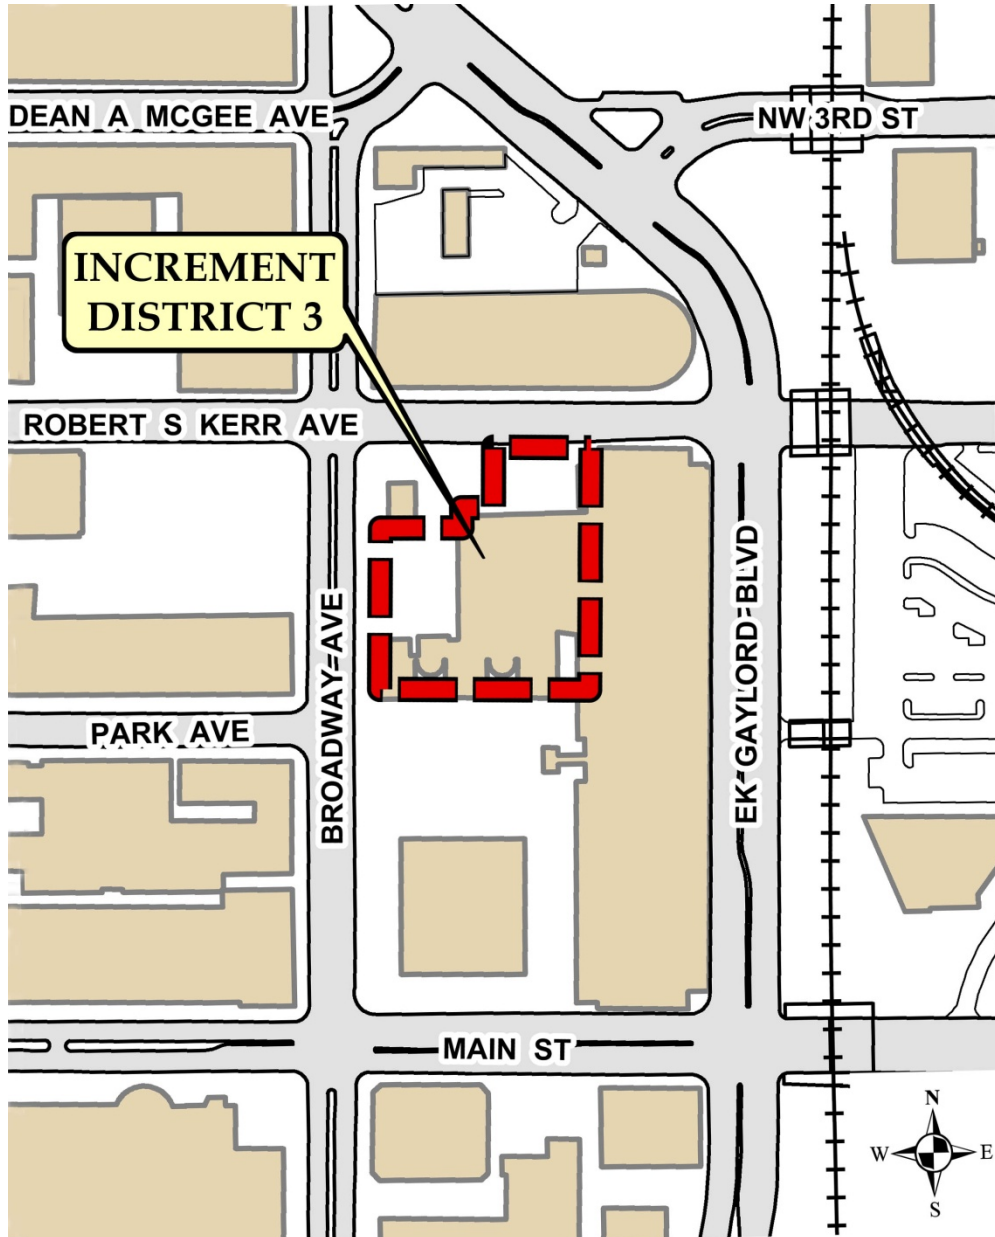 DEAN A MCGEE AVE
NW 3RD ST
INCREMENT
DISTRICT 3
ROBERT S KERR AVE
BROADWAY AVE
EK GAYLORD BLVD
PARK AVE
MAIN ST
N
W E
S